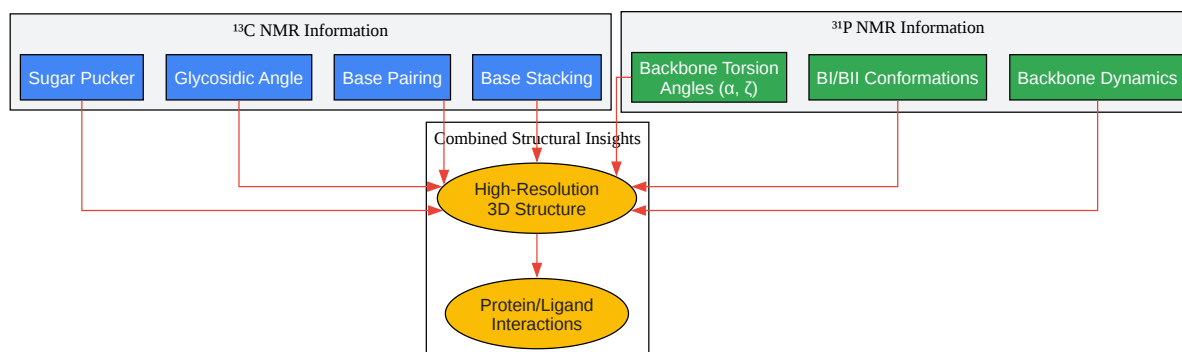 ¹³C NMR Information
Sugar Pucker
Glycosidic Angle
Base Pairing
Base Stacking
³¹P NMR Information
Backbone Torsion
Angles (α, ζ)
BI/BII Conformations
Backbone Dynamics
Combined Structural Insights
High-Resolution
3D Structure
Protein/Ligand
Interactions